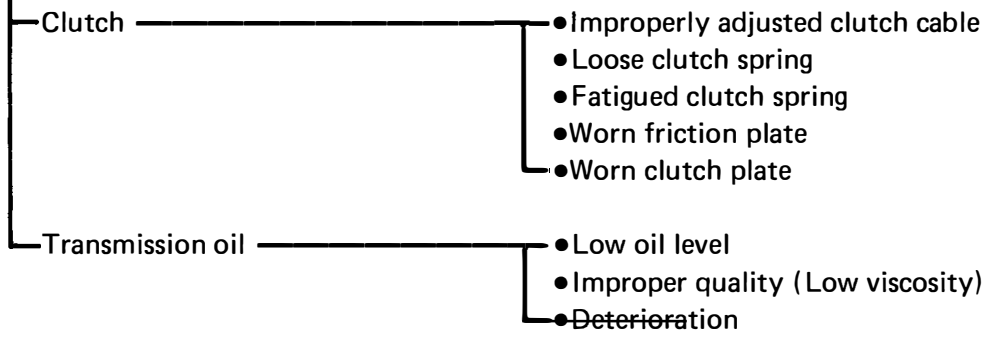 Clutch
●Improperly adjusted clutch cable
●Loose clutch spring
●Fatigued clutch spring
●Worn friction plate
●Worn clutch plate
Transmission oil
●Low oil level
●Improper quality (Low viscosity)
●Deterioration